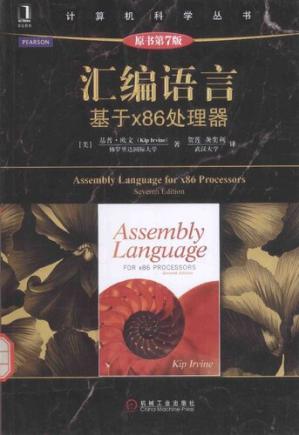 计算机科学丛书
PEARSON
原书第7版
汇编语言
基于x86处理器
[美] 基普·欧文（Kip Irvine） 著 贺莲 龚奕利 译
佛罗里达国际大学 武汉大学
Assembly Language for x86 Processors
Seventh Edition
Assembly
Language
FOR x86 PROCESSORS
Seventh Edition
Kip Irvine
机械工业出版社
China Machine Press